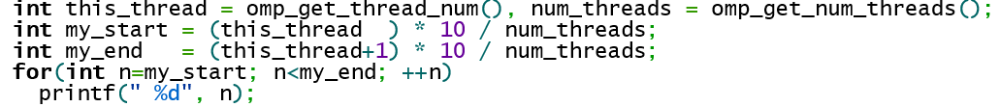 int this_thread = omp_get_thread_num(), num_threads = omp_get_num_threads();
int my_start = (this_thread  ) * 10 / num_threads;
int my_end   = (this_thread+1) * 10 / num_threads;
for(int n=my_start; n<my_end; ++n)
  printf(" %d", n);